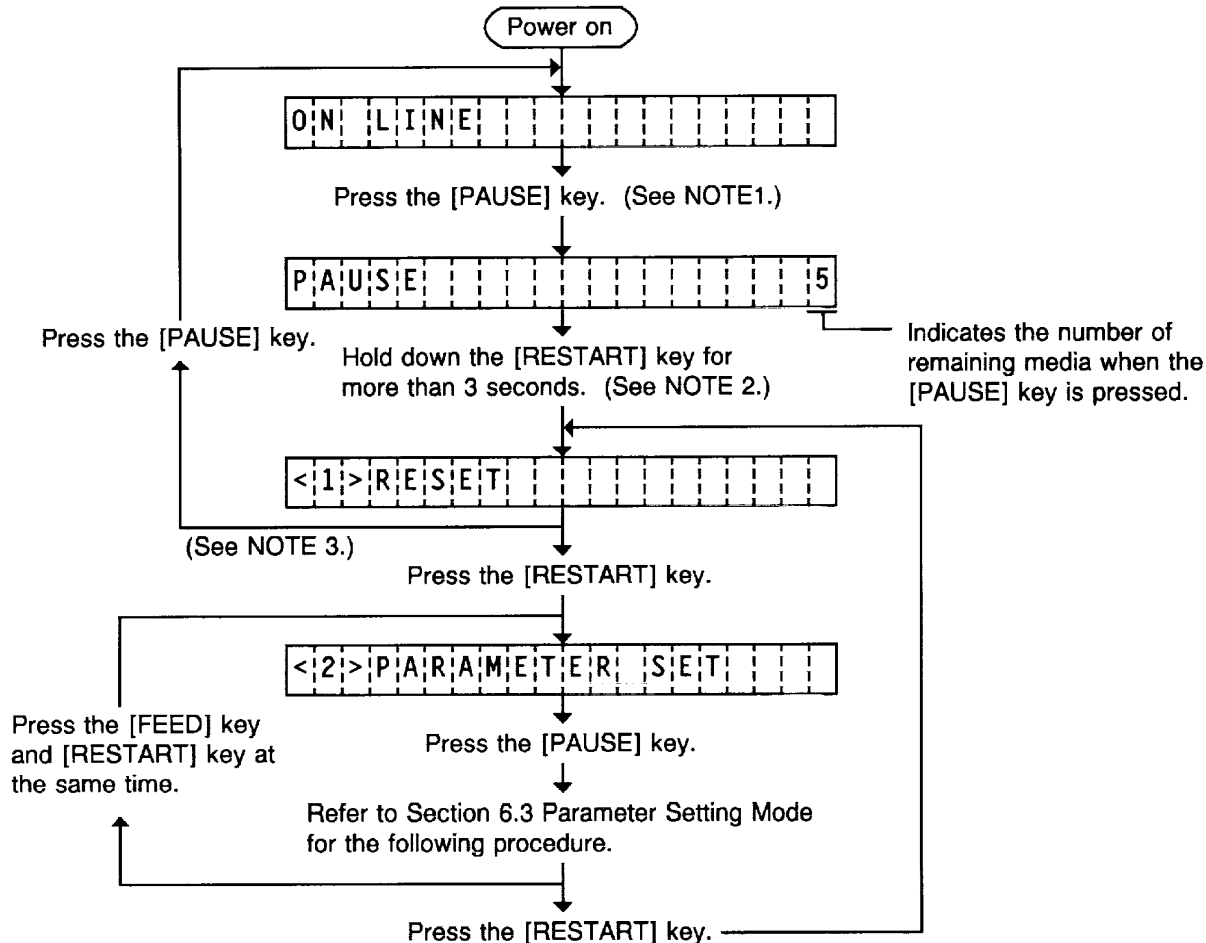 Power on
ON LINE
Press the [PAUSE] key. (See NOTE1.)
PAUSE 5
Indicates the number of
remaining media when the
[PAUSE] key is pressed.
Press the [PAUSE] key.
Hold down the [RESTART] key for
more than 3 seconds. (See NOTE 2.)
<1>RESET
(See NOTE 3.)
Press the [RESTART] key.
<2>PARAMETER SET
Press the [FEED] key
and [RESTART] key at
the same time.
Press the [PAUSE] key.
Refer to Section 6.3 Parameter Setting Mode
for the following procedure.
Press the [RESTART] key.